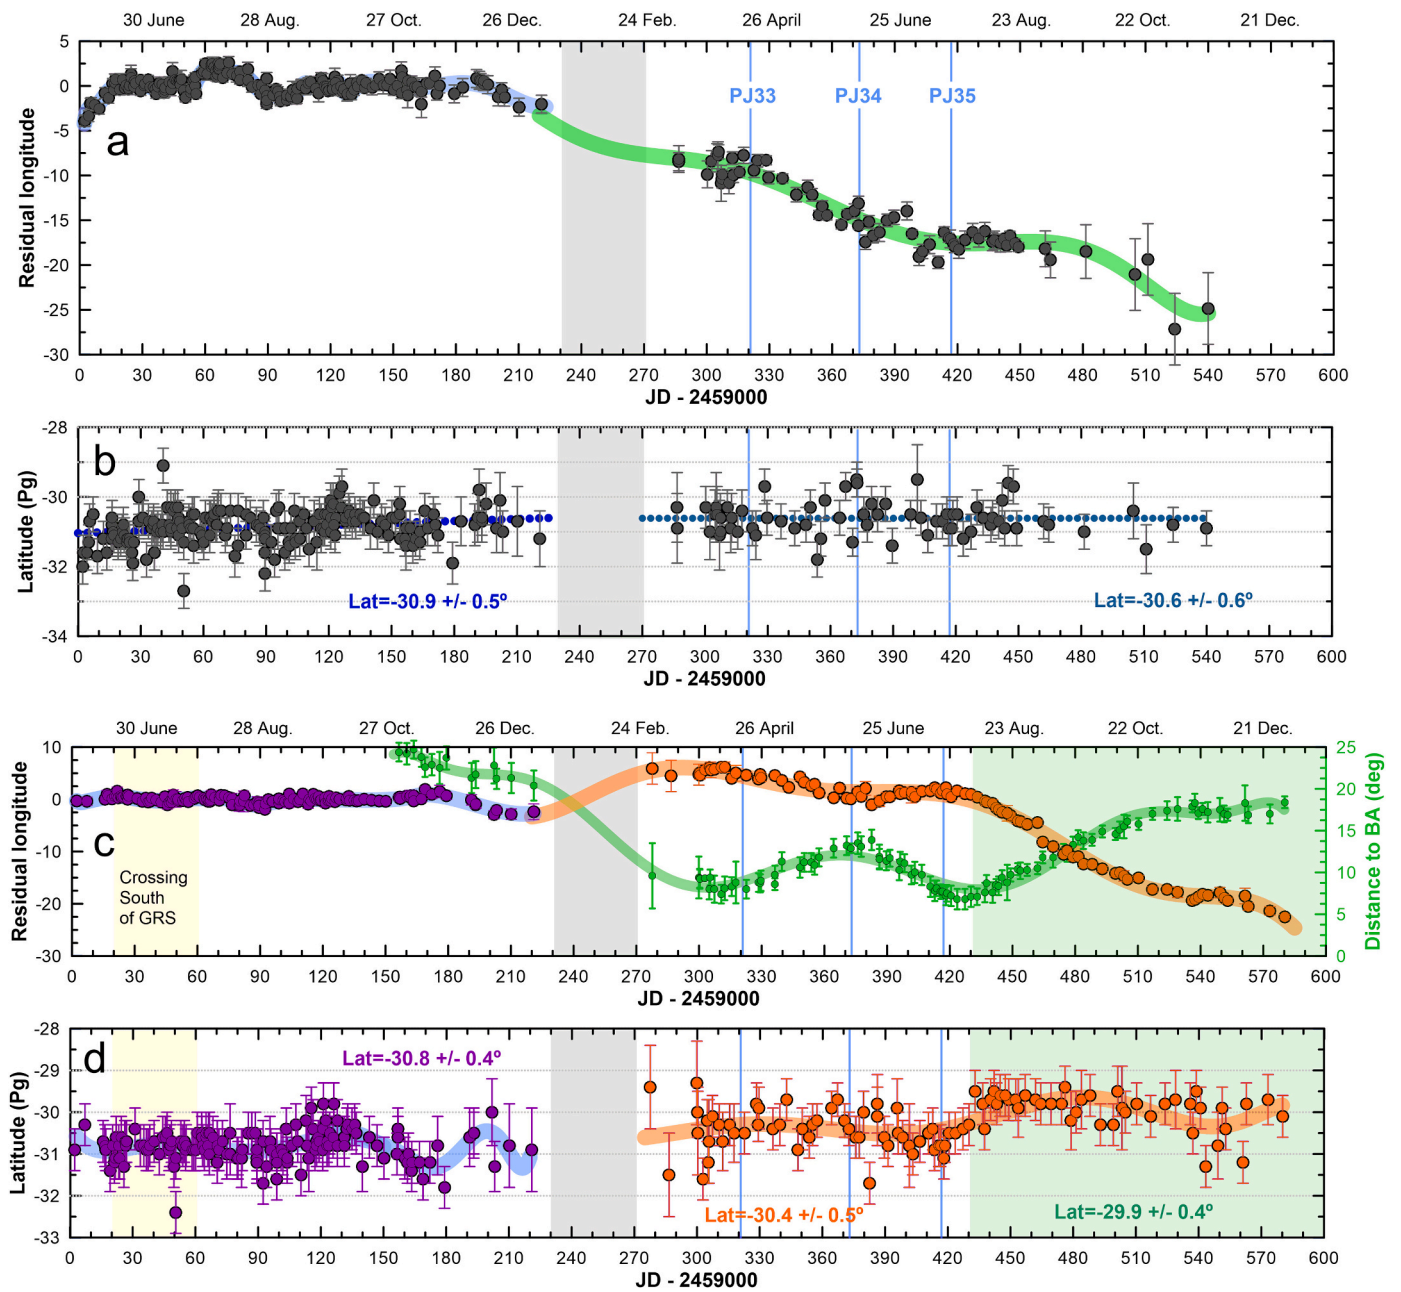 30 June 28 Aug. 27 Oct. 26 Dec. 24 Feb. 26 April 25 June 23 Aug. 22 Oct. 21 Dec.
5
0
-5
-10
-15
-20
-25
-30
Residual longitude
a
PJ33 PJ34 PJ35
0 30 60 90 120 150 180 210 240 270 300 330 360 390 420 450 480 510 540 570 600
JD - 2459000
-28
-30
-32
-34
Latitude (Pg)
b
Lat=-30.9 +/- 0.5º Lat=-30.6 +/- 0.6º
0 30 60 90 120 150 180 210 240 270 300 330 360 390 420 450 480 510 540 570 600
JD - 2459000
30 June 28 Aug. 27 Oct. 26 Dec. 24 Feb. 26 April 25 June 23 Aug. 22 Oct. 21 Dec.
10
0
-10
-20
-30
Residual longitude
c
Crossing
South
of GRS
25
20
15
10
5
0
Distance to BA (deg)
0 30 60 90 120 150 180 210 240 270 300 330 360 390 420 450 480 510 540 570 600
JD - 2459000
-28
-29
-30
-31
-32
-33
Latitude (Pg)
d
Lat=-30.8 +/- 0.4º
Lat=-30.4 +/- 0.5º
Lat=-29.9 +/- 0.4º
0 30 60 90 120 150 180 210 240 270 300 330 360 390 420 450 480 510 540 570 600
JD - 2459000